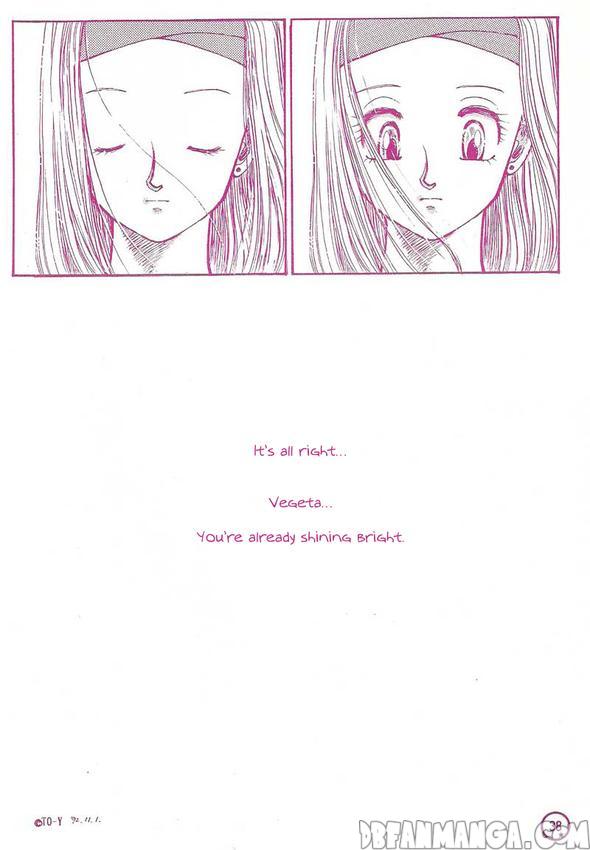 It's all right...
Vegeta...
You're already shining bright.
©TO-Y 92.11.1.
38
DBFANMANGA.COM